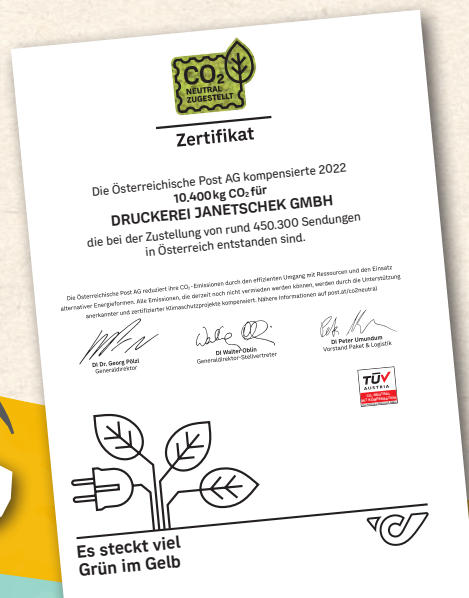 CO₂
NEUTRAL
ZUGESTELLT
Zertifikat
Die Österreichische Post AG kompensierte 2022
10.400 kg CO₂ für
DRUCKEREI JANETSCHEK GMBH
die bei der Zustellung von rund 450.300 Sendungen
in Österreich entstanden sind.
Die Österreichische Post AG reduziert ihre CO₂-Emissionen durch den effizienten Umgang mit Ressourcen und den Einsatz
alternativer Energieformen. Alle Emissionen, die derzeit noch nicht vermieden werden können, werden durch die Unterstützung
anerkannter und zertifizierter Klimaschutzprojekte kompensiert. Nähere Informationen auf post.at/co2neutral
DI Dr. Georg Pölzl
Generaldirektor
DI Walter Oblin
Generaldirektor-Stellvertreter
DI Peter Umundum
Vorstand Paket & Logistik
TÜV
AUSTRIA
Es steckt viel
Grün im Gelb